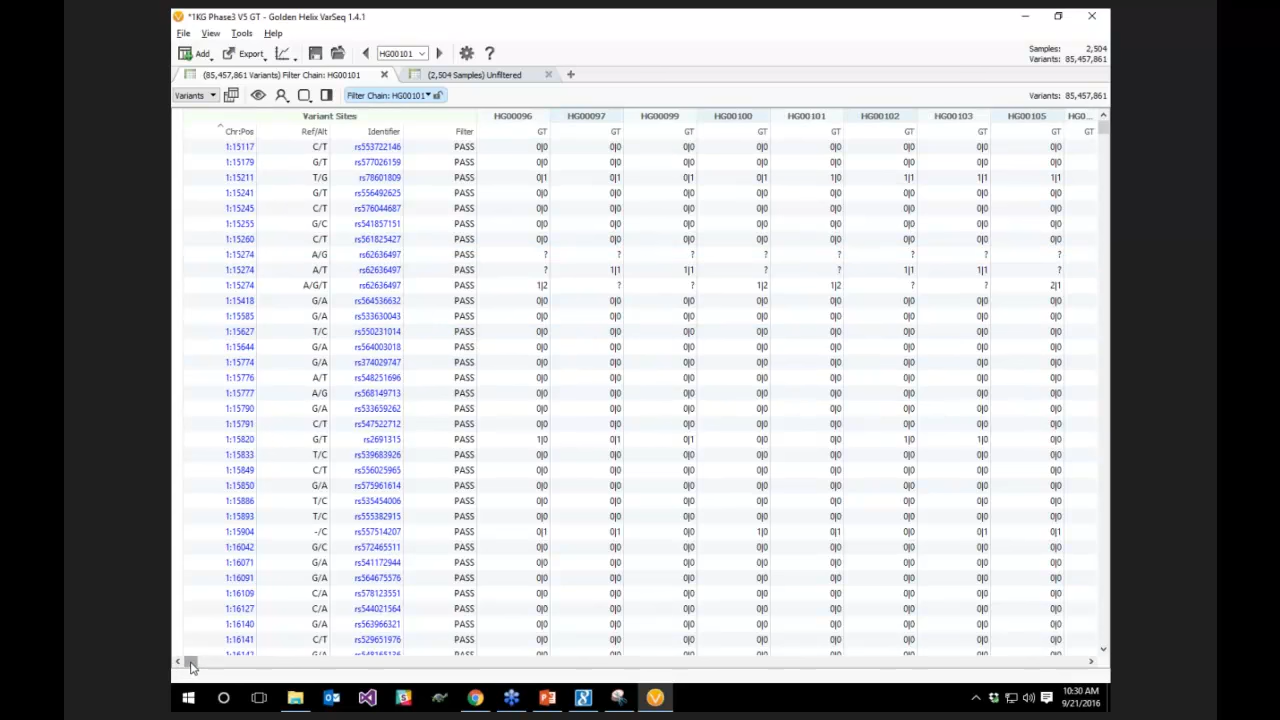 *1KG Phase3 V5 GT - Golden Helix VarSeq 1.4.1
File View Tools Help
Add Export HG00101 ? Samples: 2,504
Variants: 85,457,861
(85,457,861 Variants) Filter Chain: HG00101 (2,504 Samples) Unfiltered
Variants Filter Chain: HG00101 Variants: 85,457,861
Variant Sites HG00096 HG00097 HG00099 HG00100 HG00101 HG00102 HG00103 HG00105 HG0...
Chr:Pos Ref/Alt Identifier Filter GT GT GT GT GT GT GT GT GT
1:15117 C/T rs553722146 PASS 0|0 0|0 0|0 0|0 0|0 0|0 0|0 0|0
1:15179 G/T rs577026159 PASS 0|0 0|0 0|0 0|0 0|0 0|0 0|0 0|0
1:15211 T/G rs78601809 PASS 0|1 0|1 0|1 0|1 1|0 1|1 1|1 1|1
1:15241 G/T rs556492625 PASS 0|0 0|0 0|0 0|0 0|0 0|0 0|0 0|0
1:15245 C/T rs576044687 PASS 0|0 0|0 0|0 0|0 0|0 0|0 0|0 0|0
1:15255 G/C rs541857151 PASS 0|0 0|0 0|0 0|0 0|0 0|0 0|0 0|0
1:15260 C/T rs561825427 PASS 0|0 0|0 0|0 0|0 0|0 0|0 0|0 0|0
1:15274 A/G rs62636497 PASS ? ? ? ? ? ? ? ?
1:15274 A/T rs62636497 PASS ? 1|1 1|1 ? ? 1|1 1|1 ?
1:15274 A/G/T rs62636497 PASS 1|2 ? ? 1|2 1|2 ? ? 2|1
1:15418 G/A rs564536632 PASS 0|0 0|0 0|0 0|0 0|0 0|0 0|0 0|0
1:15585 G/A rs533630043 PASS 0|0 0|0 0|0 0|0 0|0 0|0 0|0 0|0
1:15627 T/C rs550231014 PASS 0|0 0|0 0|0 0|0 0|0 0|0 0|0 0|0
1:15644 G/A rs564003018 PASS 0|0 0|0 0|0 0|0 0|0 0|0 0|0 0|0
1:15774 G/A rs374029747 PASS 0|0 0|0 0|0 0|0 0|0 0|0 0|0 0|0
1:15776 A/T rs548251696 PASS 0|0 0|0 0|0 0|0 0|0 0|0 0|0 0|0
1:15777 A/G rs568149713 PASS 0|0 0|0 0|0 0|0 0|0 0|0 0|0 0|0
1:15790 G/A rs533659262 PASS 0|0 0|0 0|0 0|0 0|0 0|0 0|0 0|0
1:15791 C/T rs547522712 PASS 0|0 0|0 0|0 0|0 0|0 0|0 0|0 0|0
1:15820 G/T rs2691315 PASS 1|0 0|1 0|1 0|0 0|0 1|0 1|0 0|0
1:15833 T/C rs539683926 PASS 0|0 0|0 0|0 0|0 0|0 0|0 0|0 0|0
1:15849 C/T rs556025965 PASS 0|0 0|0 0|0 0|0 0|0 0|0 0|0 0|0
1:15850 G/A rs575961614 PASS 0|0 0|0 0|0 0|0 0|0 0|0 0|0 0|0
1:15886 T/C rs535454006 PASS 0|0 0|0 0|0 0|0 0|0 0|0 0|0 0|0
1:15893 T/C rs555382915 PASS 0|0 0|0 0|0 0|0 0|0 0|0 0|0 0|0
1:15904 -/C rs557514207 PASS 0|1 0|1 0|0 1|0 0|1 0|0 0|1 0|1
1:16042 G/C rs572465511 PASS 0|0 0|0 0|0 0|0 0|0 0|0 0|0 0|0
1:16071 G/A rs541172944 PASS 0|0 0|0 0|0 0|0 0|0 0|0 0|0 0|0
1:16091 G/A rs564675576 PASS 0|0 0|0 0|0 0|0 0|0 0|0 0|0 0|0
1:16109 C/A rs578123551 PASS 0|0 0|0 0|0 0|0 0|0 0|0 0|0 0|0
1:16127 C/A rs544021564 PASS 0|0 0|0 0|0 0|0 0|0 0|0 0|0 0|0
1:16140 G/A rs563966321 PASS 0|0 0|0 0|0 0|0 0|0 0|0 0|0 0|0
1:16141 C/T rs529651976 PASS 0|0 0|0 0|0 0|0 0|0 0|0 0|0 0|0
10:30 AM
9/21/2016